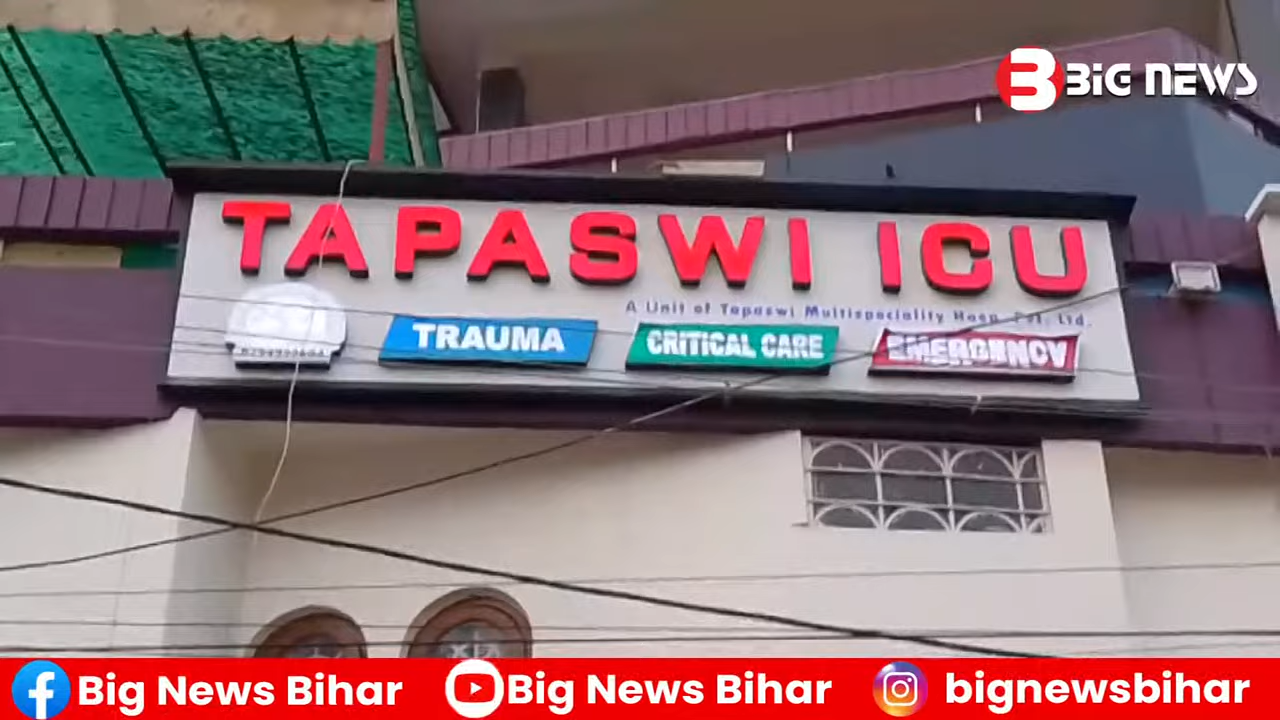 BiG NEWS
TAPASWI ICU
A Unit of Tapaswi Multispeciality Hosp. Pvt. Ltd.
TRAUMA
CRITICAL CARE
EMERGENCY
Big News Bihar
Big News Bihar
bignewsbihar